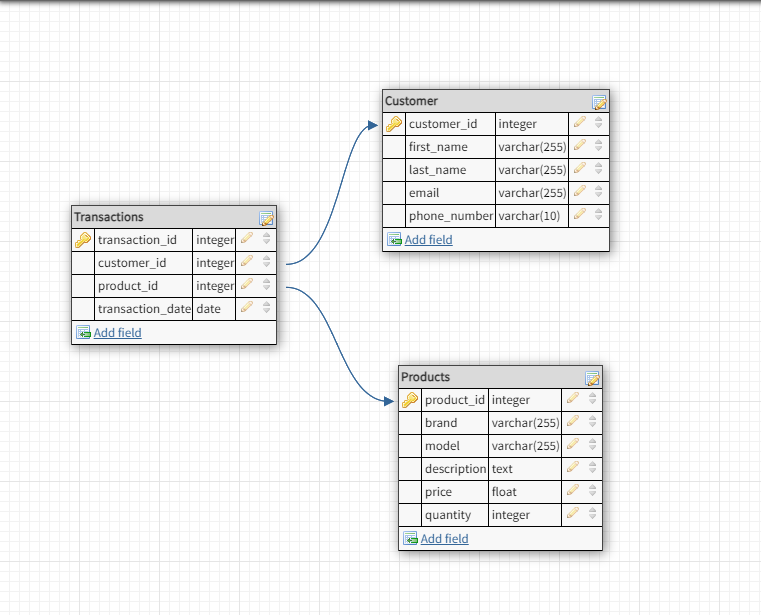 Customer
customer_id integer
first_name varchar(255)
last_name varchar(255)
email varchar(255)
phone_number varchar(10)
Add field
Transactions
transaction_id integer
customer_id integer
product_id integer
transaction_date date
Add field
Products
product_id integer
brand varchar(255)
model varchar(255)
description text
price float
quantity integer
Add field